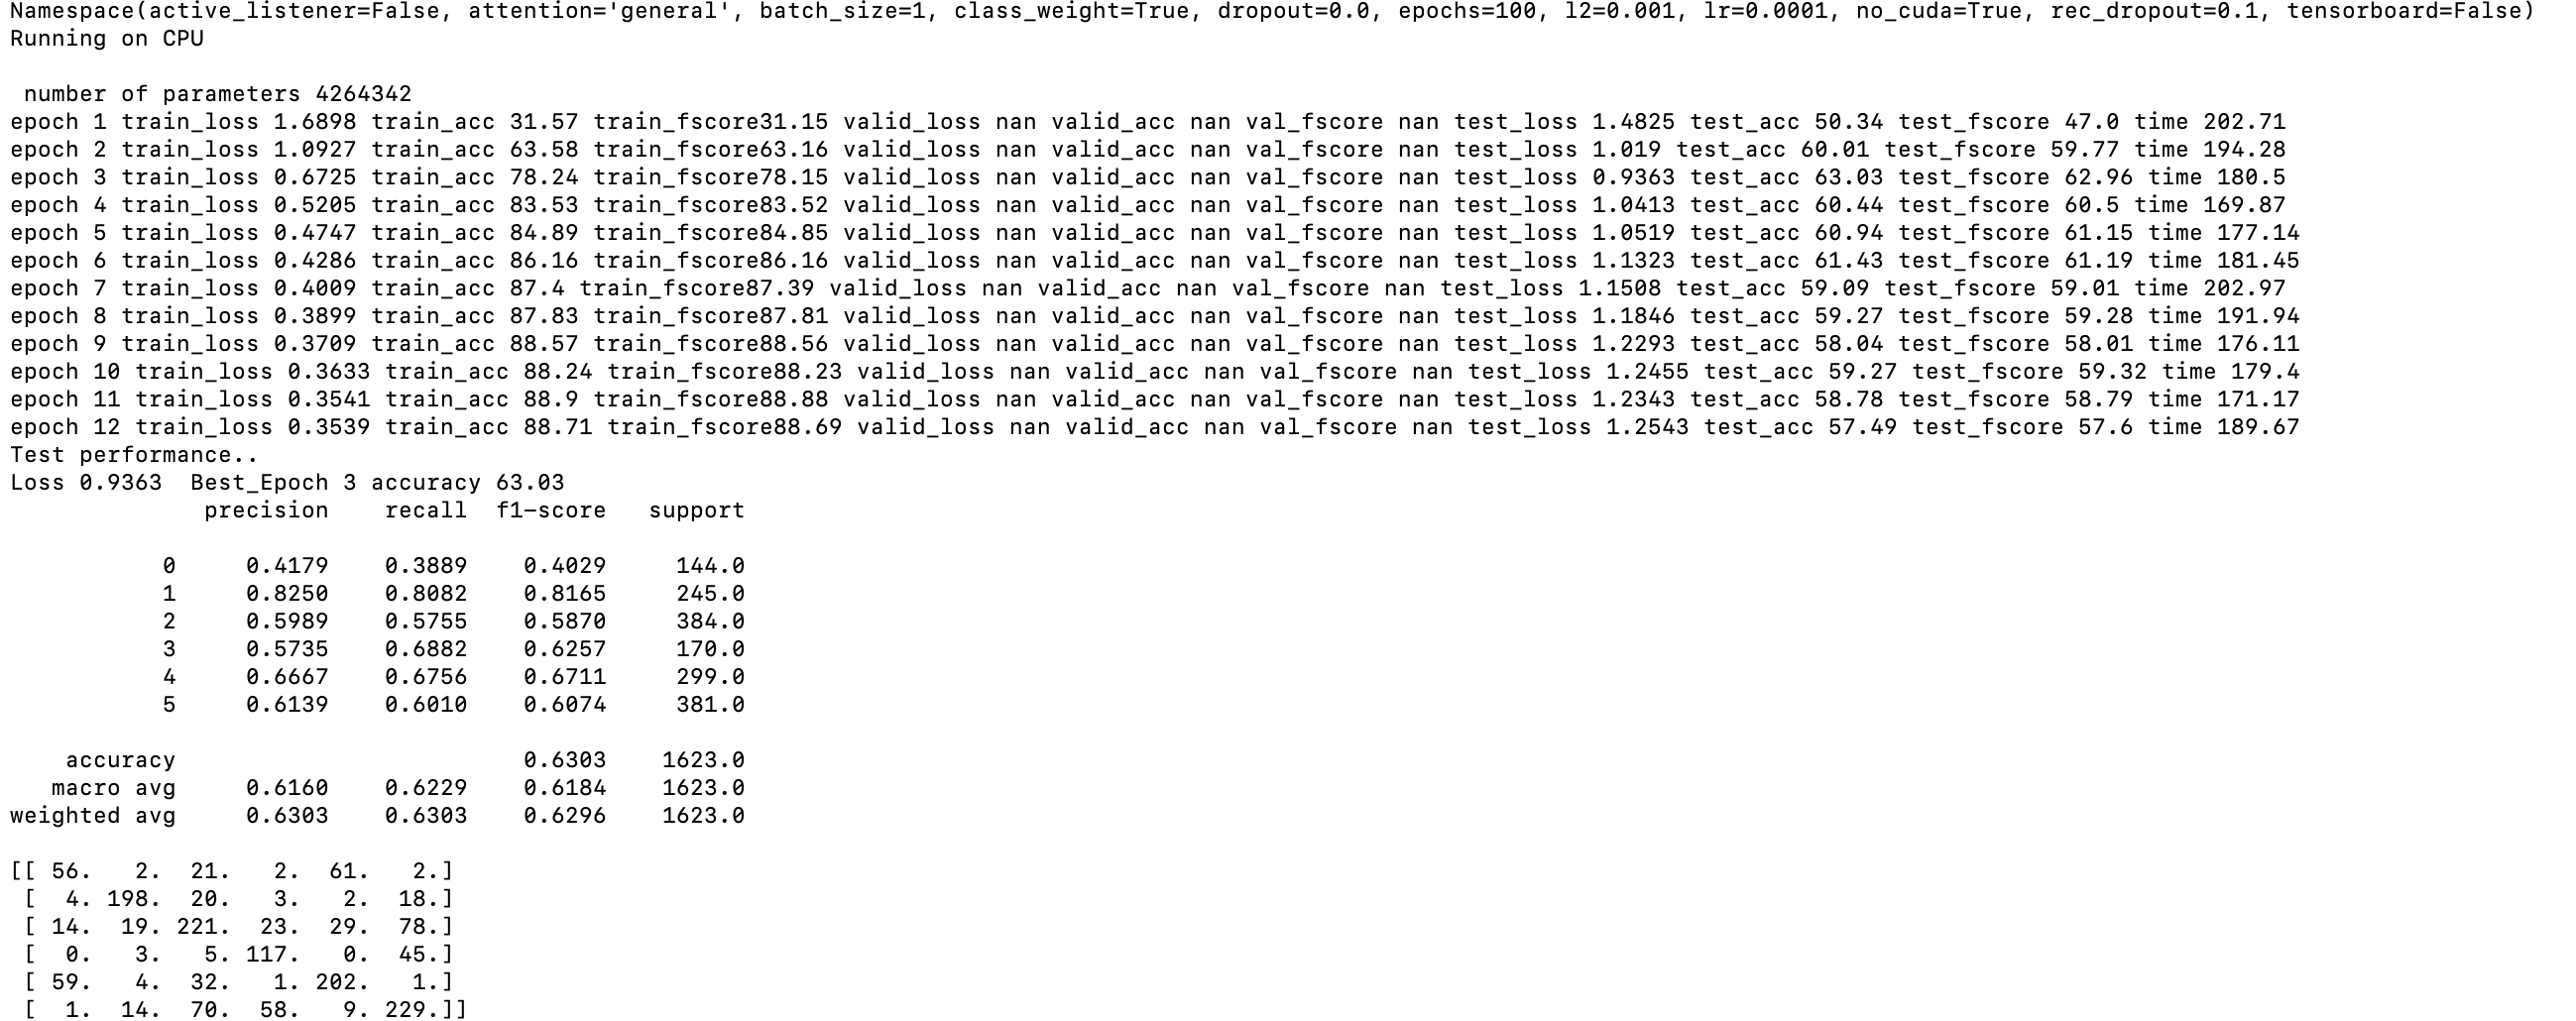 Namespace(active_listener=False, attention='general', batch_size=1, class_weight=True, dropout=0.0, epochs=100, l2=0.001, lr=0.0001, no_cuda=True, rec_dropout=0.1, tensorboard=False)
Running on CPU
number of parameters 4264342
epoch 1 train_loss 1.6898 train_acc 31.57 train_fscore31.15 valid_loss nan valid_acc nan val_fscore nan test_loss 1.4825 test_acc 50.34 test_fscore 47.0 time 202.71
epoch 2 train_loss 1.0927 train_acc 63.58 train_fscore63.16 valid_loss nan valid_acc nan val_fscore nan test_loss 1.019 test_acc 60.01 test_fscore 59.77 time 194.28
epoch 3 train_loss 0.6725 train_acc 78.24 train_fscore78.15 valid_loss nan valid_acc nan val_fscore nan test_loss 0.9363 test_acc 63.03 test_fscore 62.96 time 180.5
epoch 4 train_loss 0.5205 train_acc 83.53 train_fscore83.52 valid_loss nan valid_acc nan val_fscore nan test_loss 1.0413 test_acc 60.44 test_fscore 60.5 time 169.87
epoch 5 train_loss 0.4747 train_acc 84.89 train_fscore84.85 valid_loss nan valid_acc nan val_fscore nan test_loss 1.0519 test_acc 60.94 test_fscore 61.15 time 177.14
epoch 6 train_loss 0.4286 train_acc 86.16 train_fscore86.16 valid_loss nan valid_acc nan val_fscore nan test_loss 1.1323 test_acc 61.43 test_fscore 61.19 time 181.45
epoch 7 train_loss 0.4009 train_acc 87.4 train_fscore87.39 valid_loss nan valid_acc nan val_fscore nan test_loss 1.1508 test_acc 59.09 test_fscore 59.01 time 202.97
epoch 8 train_loss 0.3899 train_acc 87.83 train_fscore87.81 valid_loss nan valid_acc nan val_fscore nan test_loss 1.1846 test_acc 59.27 test_fscore 59.28 time 191.94
epoch 9 train_loss 0.3709 train_acc 88.57 train_fscore88.56 valid_loss nan valid_acc nan val_fscore nan test_loss 1.2293 test_acc 58.04 test_fscore 58.01 time 176.11
epoch 10 train_loss 0.3633 train_acc 88.24 train_fscore88.23 valid_loss nan valid_acc nan val_fscore nan test_loss 1.2455 test_acc 59.27 test_fscore 59.32 time 179.4
epoch 11 train_loss 0.3541 train_acc 88.9 train_fscore88.88 valid_loss nan valid_acc nan val_fscore nan test_loss 1.2343 test_acc 58.78 test_fscore 58.79 time 171.17
epoch 12 train_loss 0.3539 train_acc 88.71 train_fscore88.69 valid_loss nan valid_acc nan val_fscore nan test_loss 1.2543 test_acc 57.49 test_fscore 57.6 time 189.67
Test performance..
Loss 0.9363  Best_Epoch 3 accuracy 63.03
              precision    recall  f1-score   support
           0     0.4179    0.3889    0.4029     144.0
           1     0.8250    0.8082    0.8165     245.0
           2     0.5989    0.5755    0.5870     384.0
           3     0.5735    0.6882    0.6257     170.0
           4     0.6667    0.6756    0.6711     299.0
           5     0.6139    0.6010    0.6074     381.0
    accuracy                         0.6303    1623.0
   macro avg     0.6160    0.6229    0.6184    1623.0
weighted avg     0.6303    0.6303    0.6296    1623.0
[[ 56.   2.  21.   2.  61.   2.]
 [  4. 198.  20.   3.   2.  18.]
 [ 14.  19. 221.  23.  29.  78.]
 [  0.   3.   5. 117.   0.  45.]
 [ 59.   4.  32.   1. 202.   1.]
 [  1.  14.  70.  58.   9. 229.]]